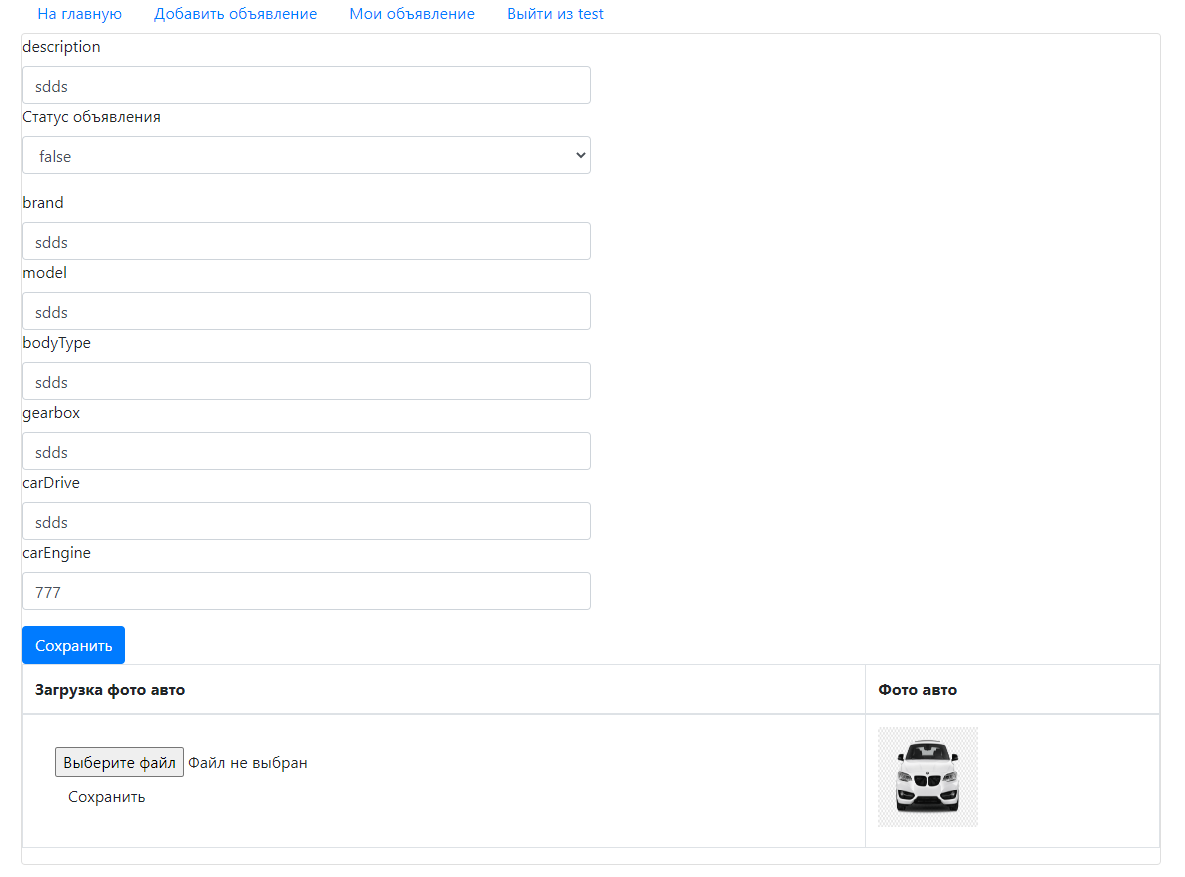 На главную Добавить объявление Мои объявление Выйти из test
description
sdds
Статус объявления
false
brand
sdds
model
sdds
bodyType
sdds
gearbox
sdds
carDrive
sdds
carEngine
777
Сохранить
Загрузка фото авто Фото авто
Выберите файл Файл не выбран
Сохранить